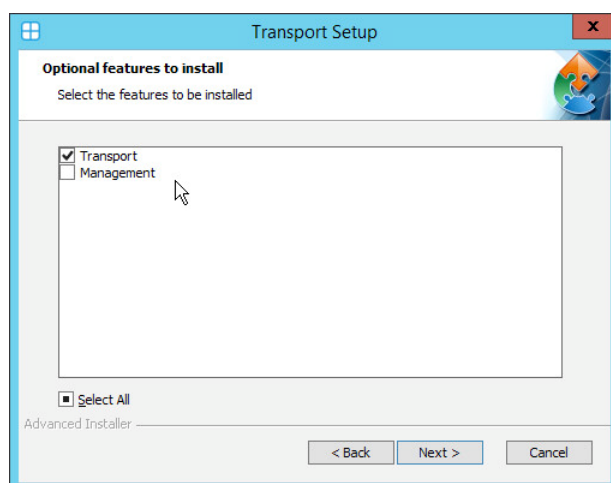 Transport Setup
x
Optional features to install
Select the features to be installed
Transport
Management
Select All
Advanced Installer
< Back Next > Cancel